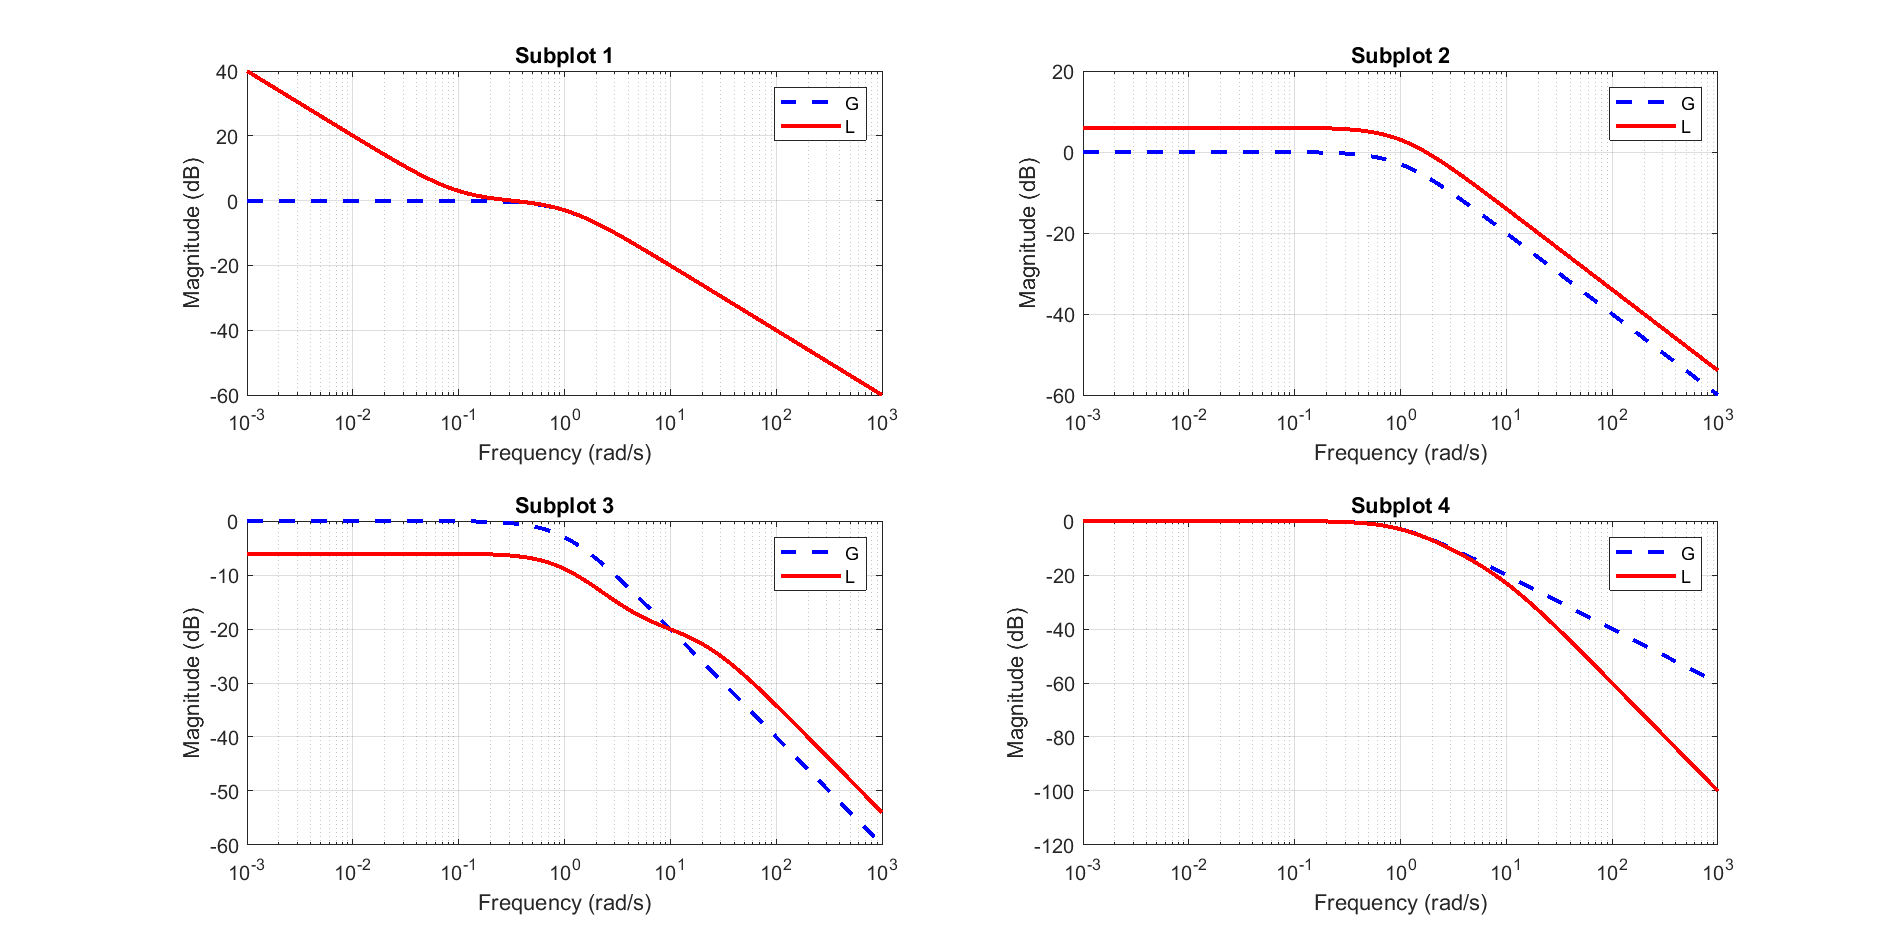 Subplot 1
Magnitude (dB)
40
20
0
-20
-40
-60
G
L
10^-3 10^-2 10^-1 10^0 10^1 10^2 10^3
Frequency (rad/s)
Subplot 2
Magnitude (dB)
20
0
-20
-40
-60
G
L
10^-3 10^-2 10^-1 10^0 10^1 10^2 10^3
Frequency (rad/s)
Subplot 3
Magnitude (dB)
0
-10
-20
-30
-40
-50
-60
G
L
10^-3 10^-2 10^-1 10^0 10^1 10^2 10^3
Frequency (rad/s)
Subplot 4
Magnitude (dB)
0
-20
-40
-60
-80
-100
-120
G
L
10^-3 10^-2 10^-1 10^0 10^1 10^2 10^3
Frequency (rad/s)